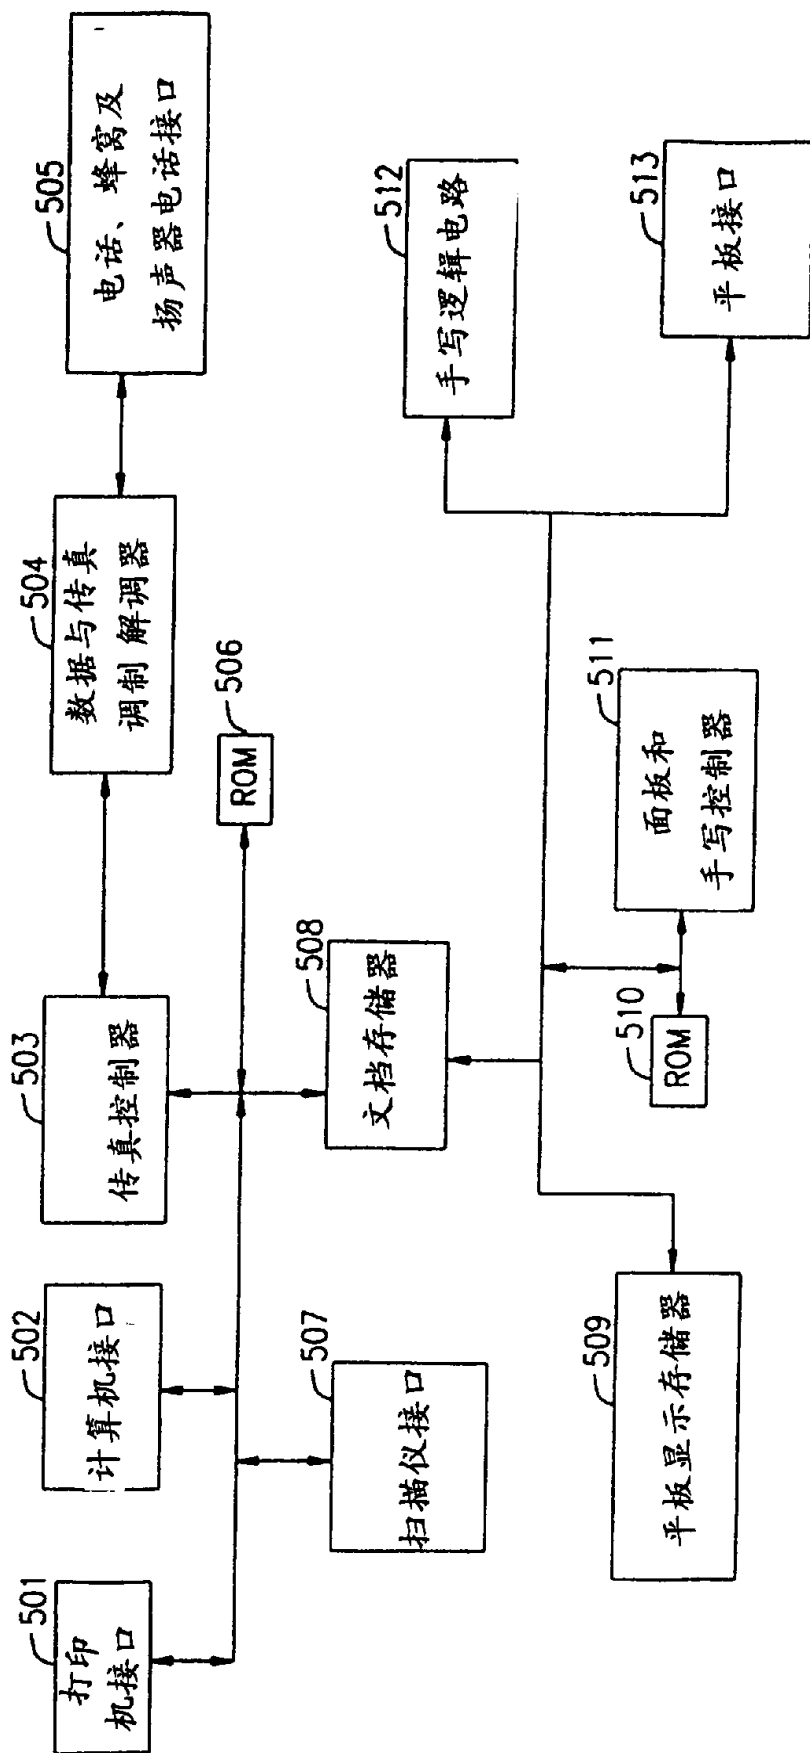 501
打印
机接口
502
计算机接口
503
传真控制器
504
数据与传真
调制解调器
505
电话、蜂窝及
扬声器电话接口
506
ROM
507
扫描仪接口
508
文档存储器
509
平板显示存储器
510
ROM
511
面板和
手写控制器
512
手写逻辑电路
513
平板接口